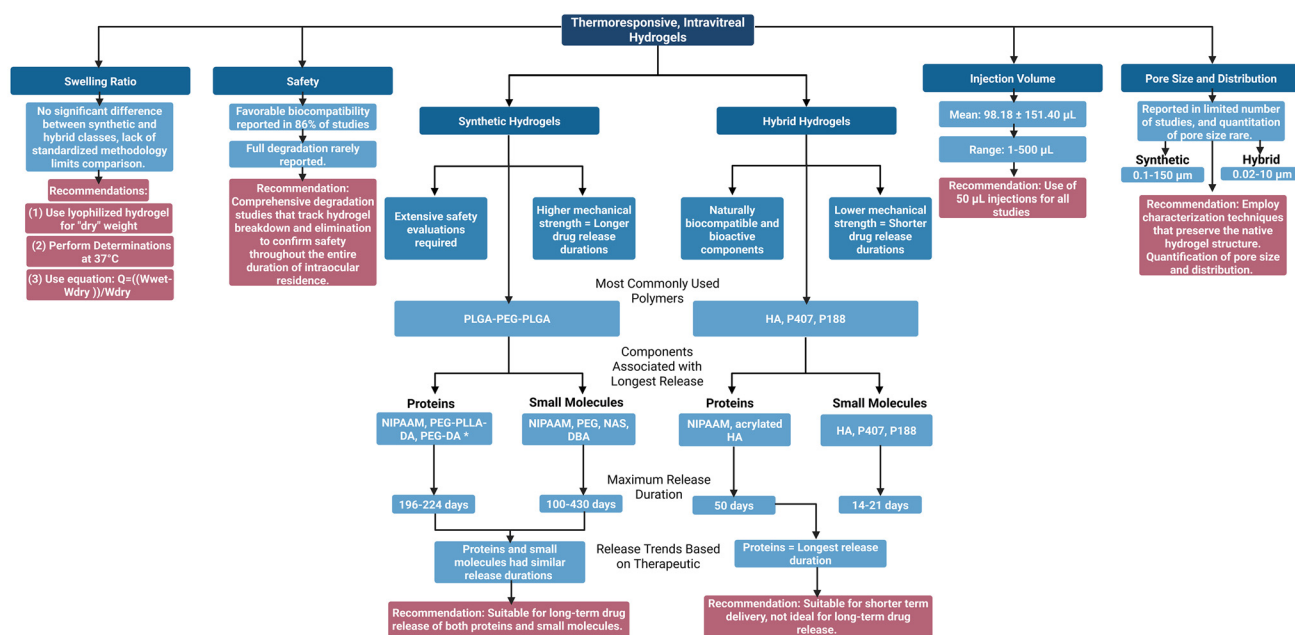 Thermoresponsive, Intravitreal
Hydrogels
Swelling Ratio
No significant difference
between synthetic and
hybrid classes, lack of
standardized methodology
limits comparison.
Recommendations:
(1) Use lyophilized hydrogel
for "dry" weight
(2) Perform Determinations
at 37°C
(3) Use equation: Q=((Wwet-
Wdry ))/Wdry
Safety
Favorable biocompatibility
reported in 86% of studies
Full degradation rarely
reported.
Recommendation:
Comprehensive degradation
studies that track hydrogel
breakdown and elimination
to confirm safety
throughout the entire
duration of intraocular
residence.
Synthetic Hydrogels
Extensive safety
evaluations
required
Higher mechanical
strength = Longer
drug release
durations
Hybrid Hydrogels
Naturally
biocompatible and
bioactive
components
Lower mechanical
strength = Shorter
drug release
durations
Injection Volume
Mean: 98.18 ± 151.40 µL
Range: 1-500 µL
Recommendation: Use of
50 µL injections for all
studies
Pore Size and Distribution
Reported in limited number
of studies, and quantitation
of pore size rare.
Synthetic
0.1-150 µm
Hybrid
0.02-10 µm
Recommendation: Employ
characterization techniques
that preserve the native
hydrogel structure.
Quantification of pore size
and distribution.
Most Commonly Used
Polymers
PLGA-PEG-PLGA
HA, P407, P188
Components
Associated with
Longest Release
Proteins
NIPAAM, PEG-PLLA-
DA, PEG-DA *
Small Molecules
NIPAAM, PEG, NAS,
DBA
Proteins
NIPAAM, acrylated
HA
Small Molecules
HA, P407, P188
Maximum Release
Duration
196-224 days
100-430 days
50 days
14-21 days
Release Trends Based
on Therapeutic
Proteins and small
molecules had similar
release durations
Proteins = Longest release
duration
Recommendation: Suitable for long-term drug
release of both proteins and small molecules.
Recommendation: Suitable for shorter term
delivery, not ideal for long-term drug
release.